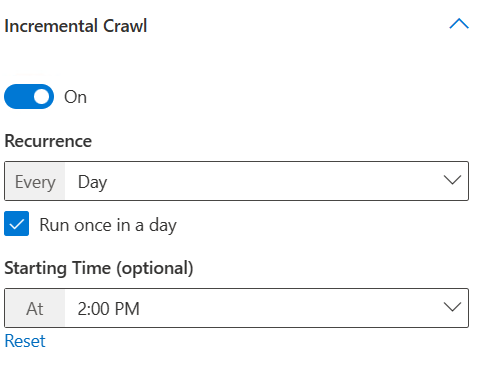 Incremental Crawl
On
Recurrence
Every Day
Run once in a day
Starting Time (optional)
At 2:00 PM
Reset